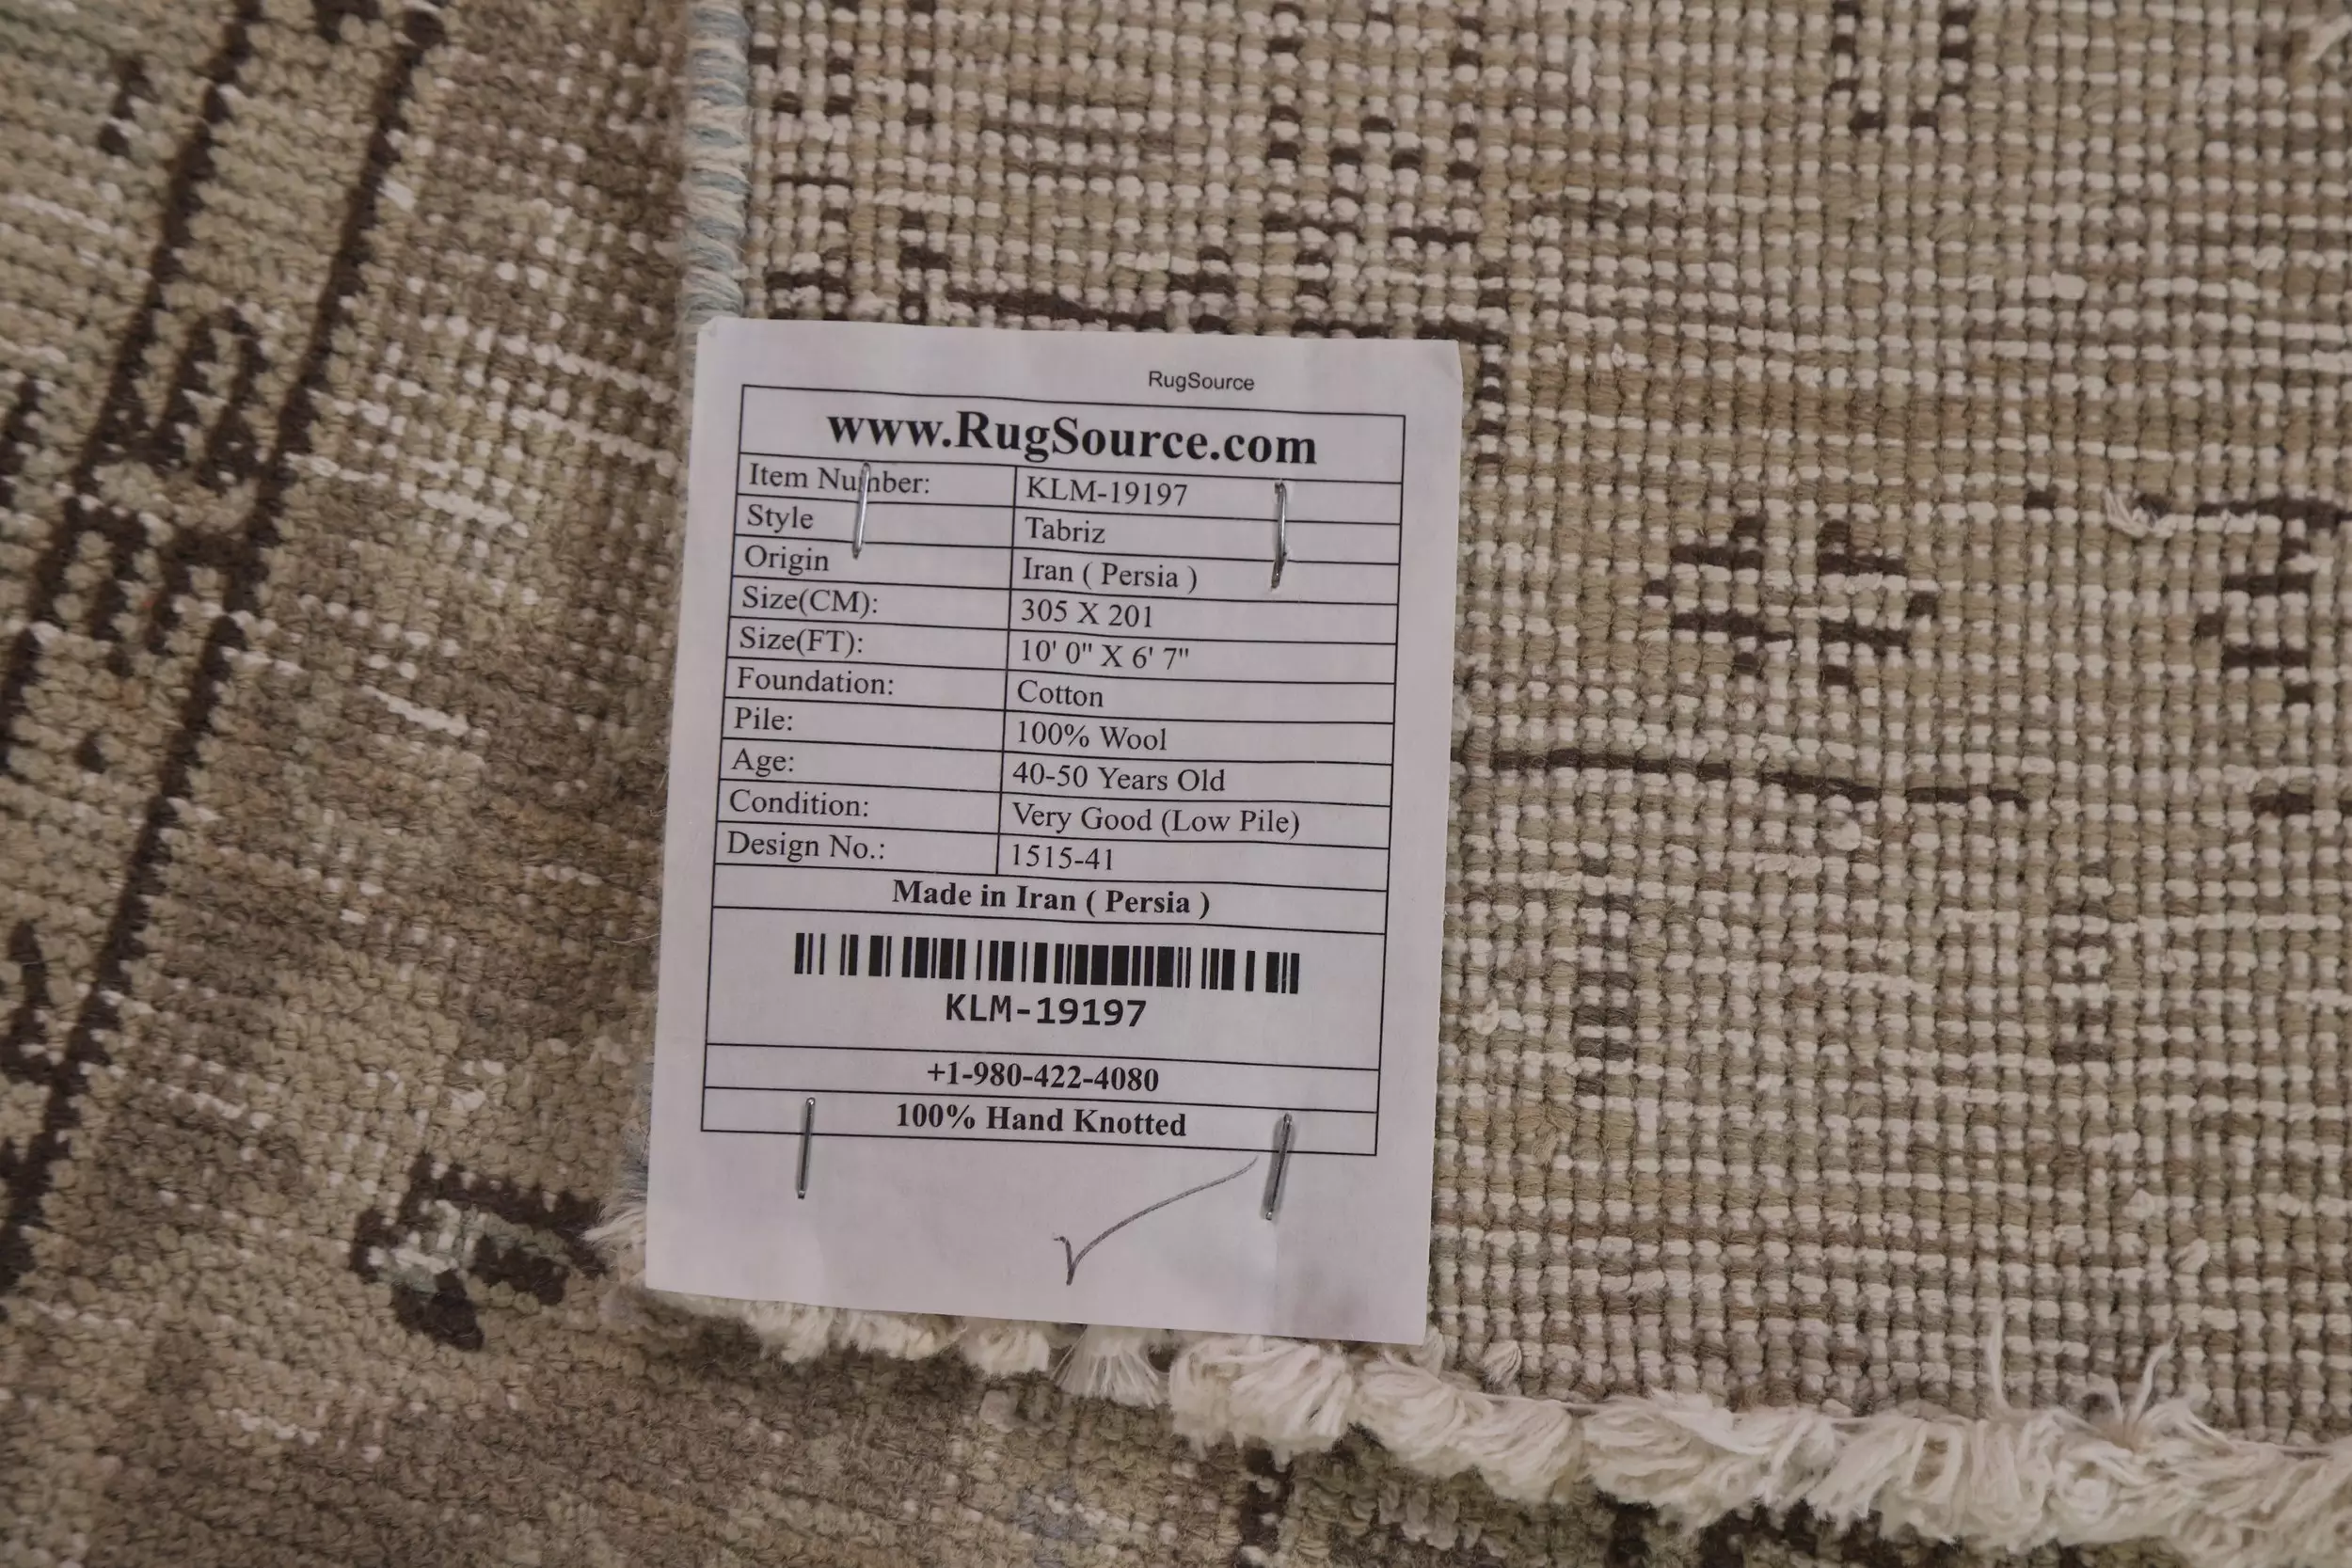 RugSource
www.RugSource.com
Item Number: KLM-19197
Style Tabriz
Origin Iran ( Persia )
Size(CM): 305 X 201
Size(FT): 10' 0" X 6' 7"
Foundation: Cotton
Pile: 100% Wool
Age: 40-50 Years Old
Condition: Very Good (Low Pile)
Design No.: 1515-41
Made in Iran ( Persia )
KLM-19197
+1-980-422-4080
100% Hand Knotted